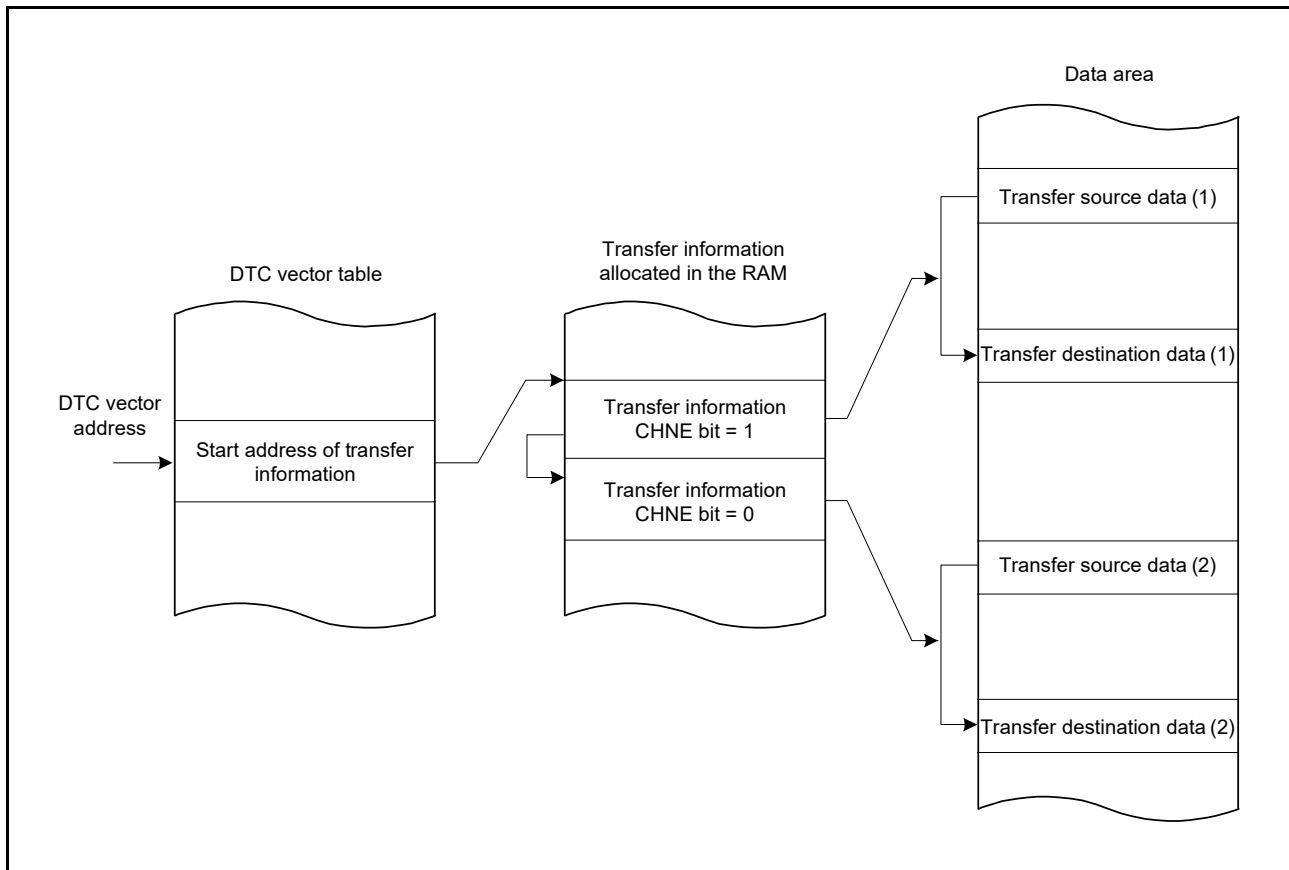 Data area
Transfer source data (1)
Transfer information
allocated in the RAM
DTC vector table
Transfer destination data (1)
DTC vector
address
Start address of transfer
information
Transfer information
CHNE bit = 1
Transfer information
CHNE bit = 0
Transfer source data (2)
Transfer destination data (2)